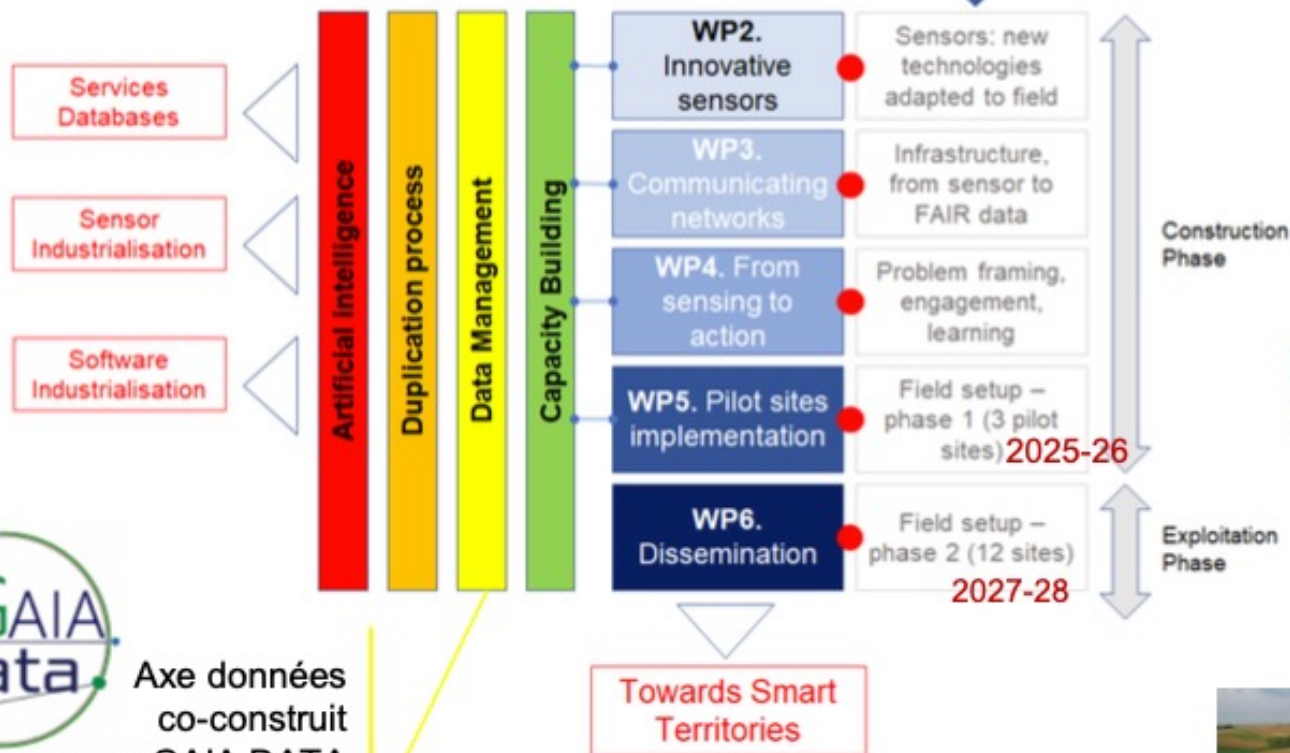 Services
Databases
Sensor
Industrialisation
Software
Industrialisation
Artificial Intelligence
Duplication process
Data Management
Capacity Building
WP2.
Innovative
sensors
Sensors: new
technologies
adapted to field
WP3.
Communicating
networks
Infrastructure,
from sensor to
FAIR data
WP4. From
sensing to
action
Problem framing,
engagement,
learning
WP5. Pilot sites
implementation
Field setup –
phase 1 (3 pilot
sites) 2025-26
WP6.
Dissemination
Field setup –
phase 2 (12 sites)
2027-28
Construction
Phase
Exploitation
Phase
Towards Smart
Territories
GAIA
ata
Axe données
co-construit
GAIA DATA